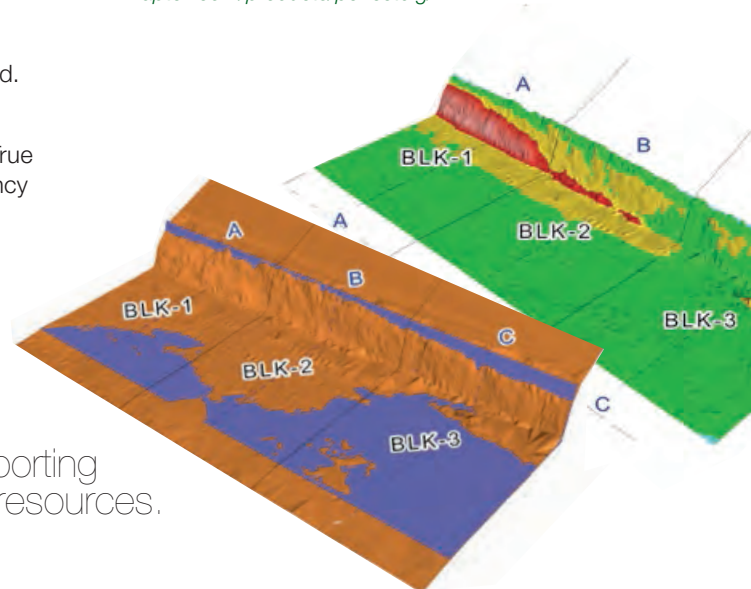 d.
rue
ncy
A
B
BLK-1
BLK-2
BLK-3
A
A
B
C
BLK-1
BLK-2
BLK-3
C
porting
resources.